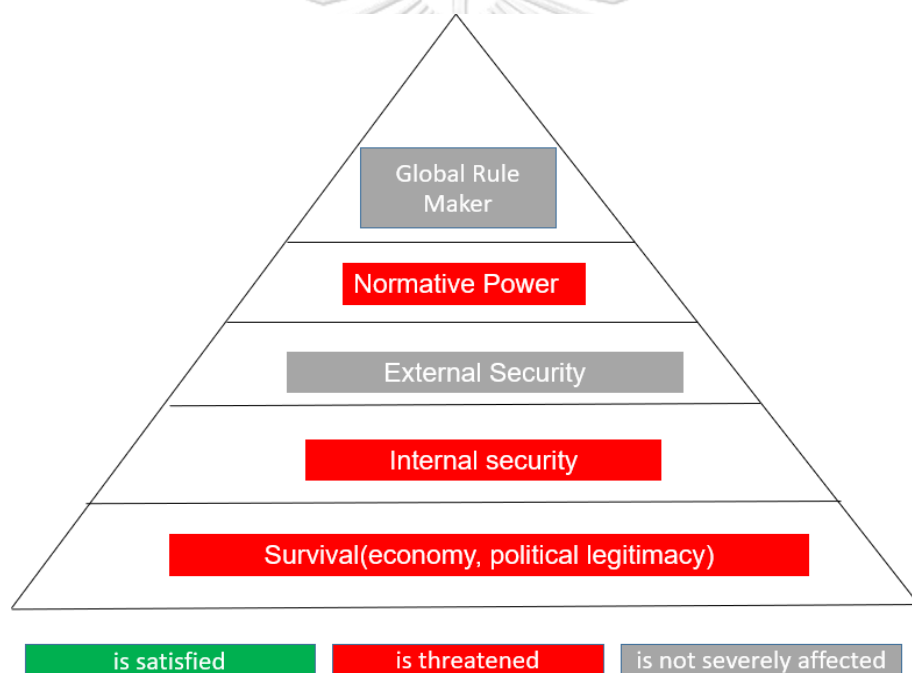 Global Rule
Maker
Normative Power
External Security
Internal security
Survival(economy, political legitimacy)
is satisfied
is threatened
is not severely affected